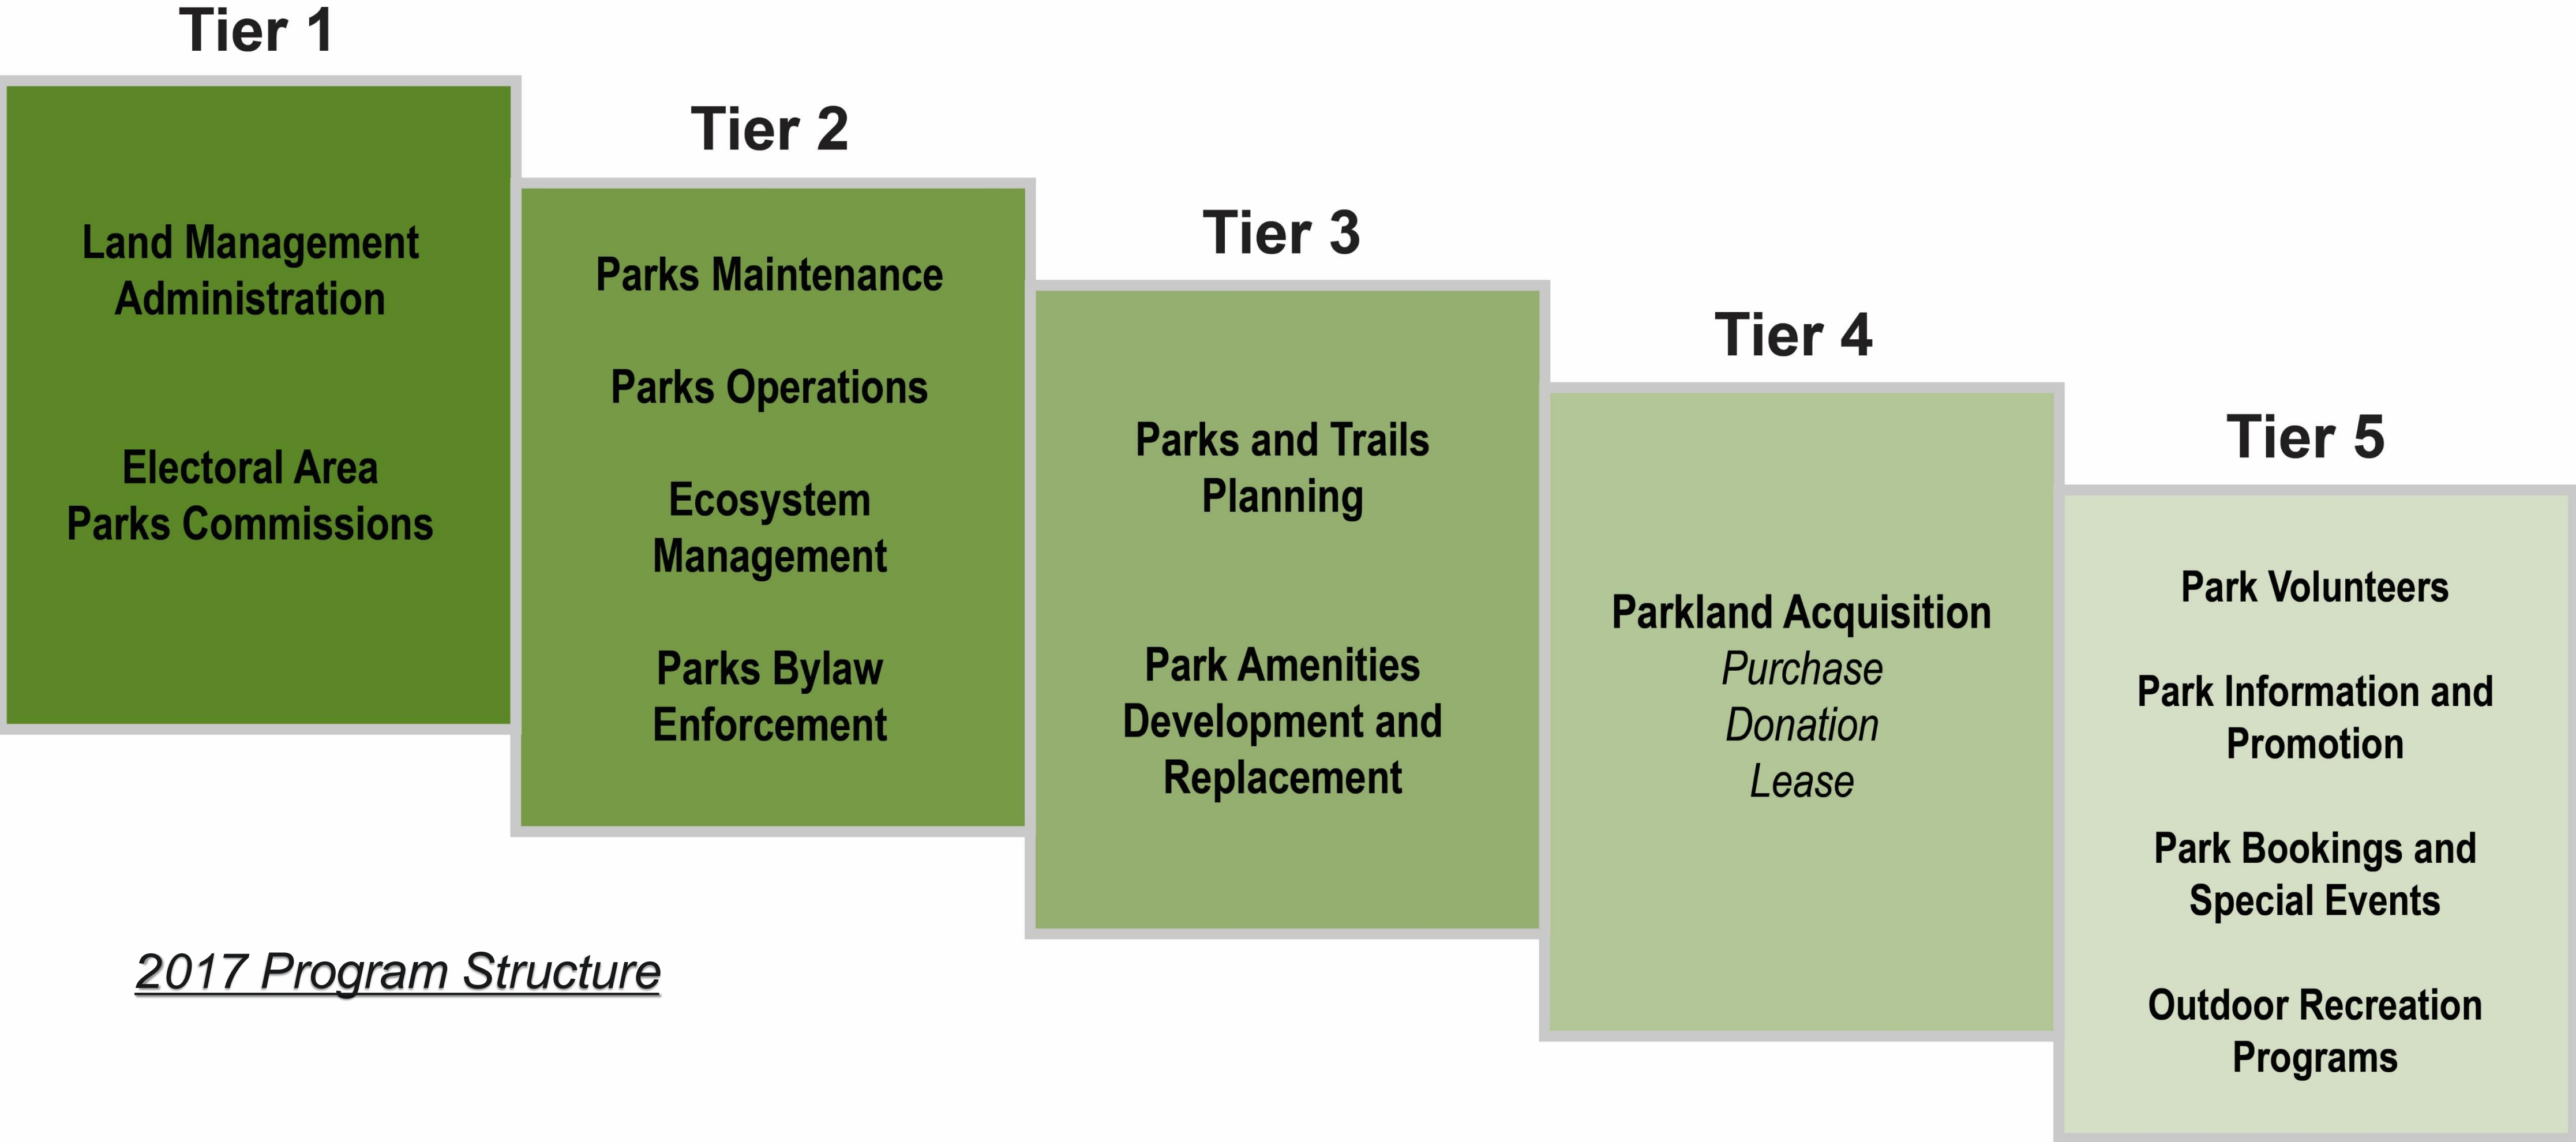 Tier 1
Land Management
Administration
Electoral Area
Parks Commissions
Tier 2
Parks Maintenance
Parks Operations
Ecosystem
Management
Parks Bylaw
Enforcement
Tier 3
Parks and Trails
Planning
Park Amenities
Development and
Replacement
Tier 4
Parkland Acquisition
Purchase
Donation
Lease
Tier 5
Park Volunteers
Park Information and
Promotion
Park Bookings and
Special Events
Outdoor Recreation
Programs
2017 Program Structure